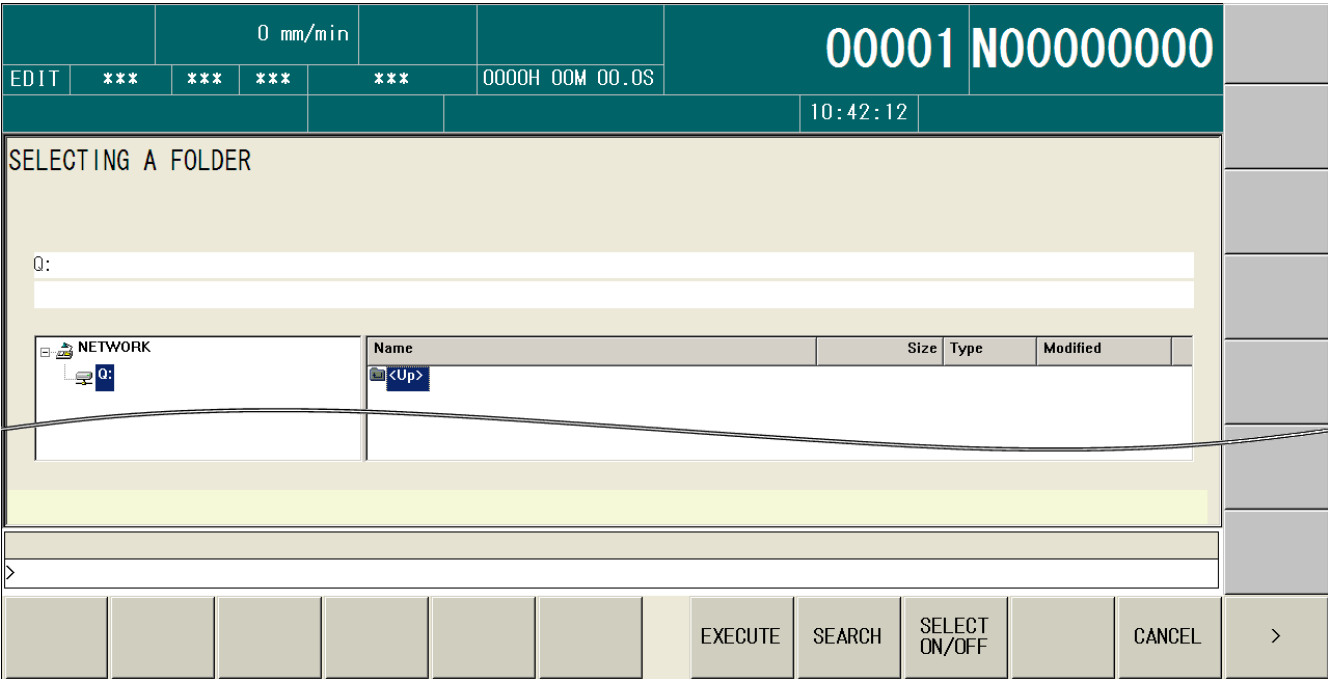 0 mm/min
00001 N00000000
EDIT *** *** *** *** 0000H 00M 00.0S
10:42:12
SELECTING A FOLDER
Q:
NETWORK
Q:
Name Size Type Modified
<Up>
>
EXECUTE SEARCH SELECT ON/OFF CANCEL >